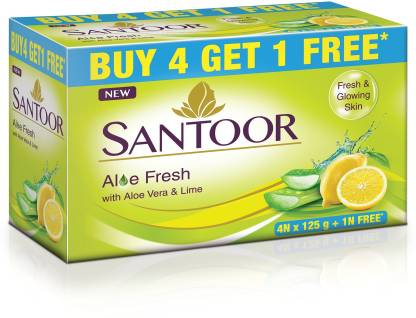 BUY 4 GET 1 FREE*
NEW
SANTOOR
Aloe Fresh
with Aloe Vera & Lime
Fresh &
Glowing
Skin
4N x 125 g + 1N FREE*
BUY 4 GET 1 FREE*
SANTOOR
Aloe Fresh